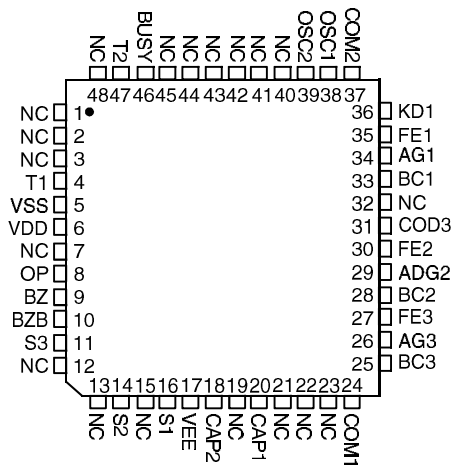 NC T2 BUSY NC NC NC NC NC NC OSC2 OSC1 COM2
48 47 46 45 44 43 42 41 40 39 38 37
NC 1 36 KD1
NC 2 35 FE1
NC 3 34 AG1
T1 4 33 BC1
VSS 5 32 NC
VDD 6 31 COD3
NC 7 30 FE2
OP 8 29 ADG2
BZ 9 28 BC2
BZB 10 27 FE3
S3 11 26 AG3
NC 12 25 BC3
13 14 15 16 17 18 19 20 21 22 23 24
NC S2 NC S1 VEE CAP2 NC CAP1 NC NC NC COM1